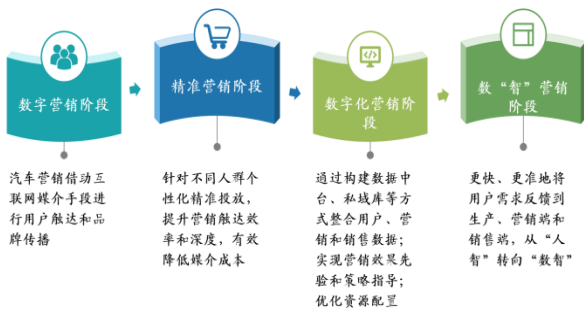 数字营销阶段
汽车营销借动互
联网媒介手段进
行用户触达和品
牌传播
精准营销阶段
针对不同人群个
性化精准投放，
提升营销触达效
率和深度，有效
降低媒介成本
数字化营销阶
段
通过构建数据中
台、私域库等方
式整合用户、营
销和销售数据；
实现营销效果先
验和策略指导；
优化资源配置
数“智”营销
阶段
更快、更准地将
用户需求反馈到
生产、营销端和
销售端，从“人
智”转向“数智”